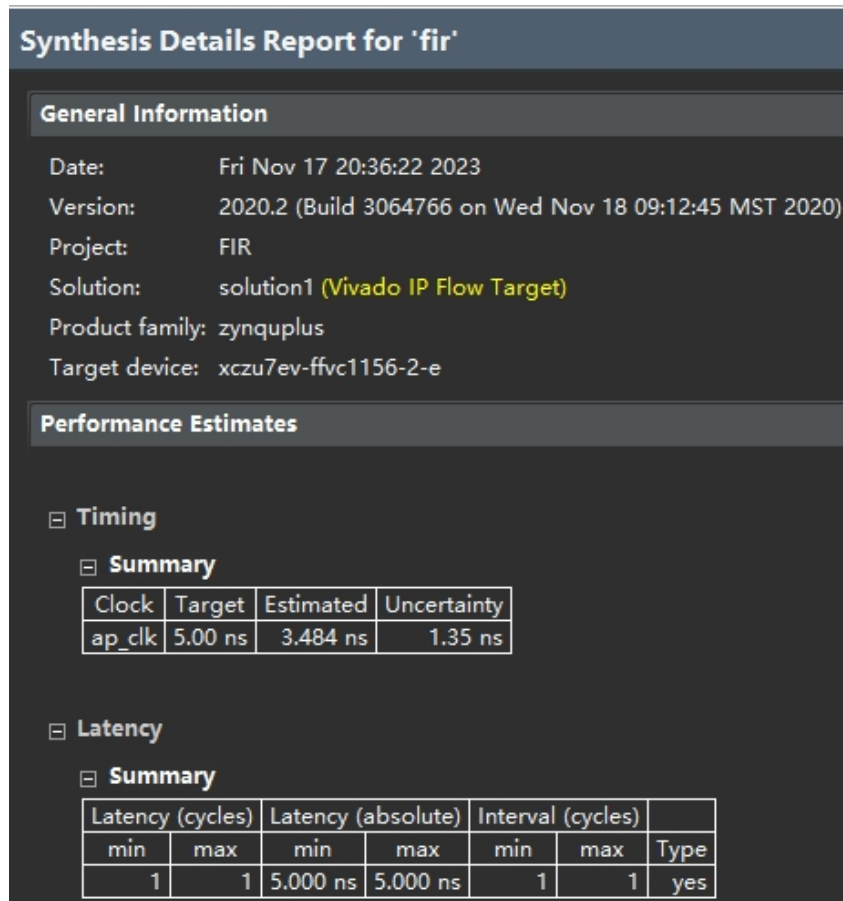 Synthesis Details Report for 'fir'
General Information
Date: Fri Nov 17 20:36:22 2023
Version: 2020.2 (Build 3064766 on Wed Nov 18 09:12:45 MST 2020)
Project: FIR
Solution: solution1 (Vivado IP Flow Target)
Product family: zynquplus
Target device: xczu7ev-ffvc1156-2-e
Performance Estimates
Timing
Summary
Clock Target Estimated Uncertainty
ap_clk 5.00 ns 3.484 ns 1.35 ns
Latency
Summary
Latency (cycles) Latency (absolute) Interval (cycles)
min max min max min max Type
1 1 5.000 ns 5.000 ns 1 1 yes